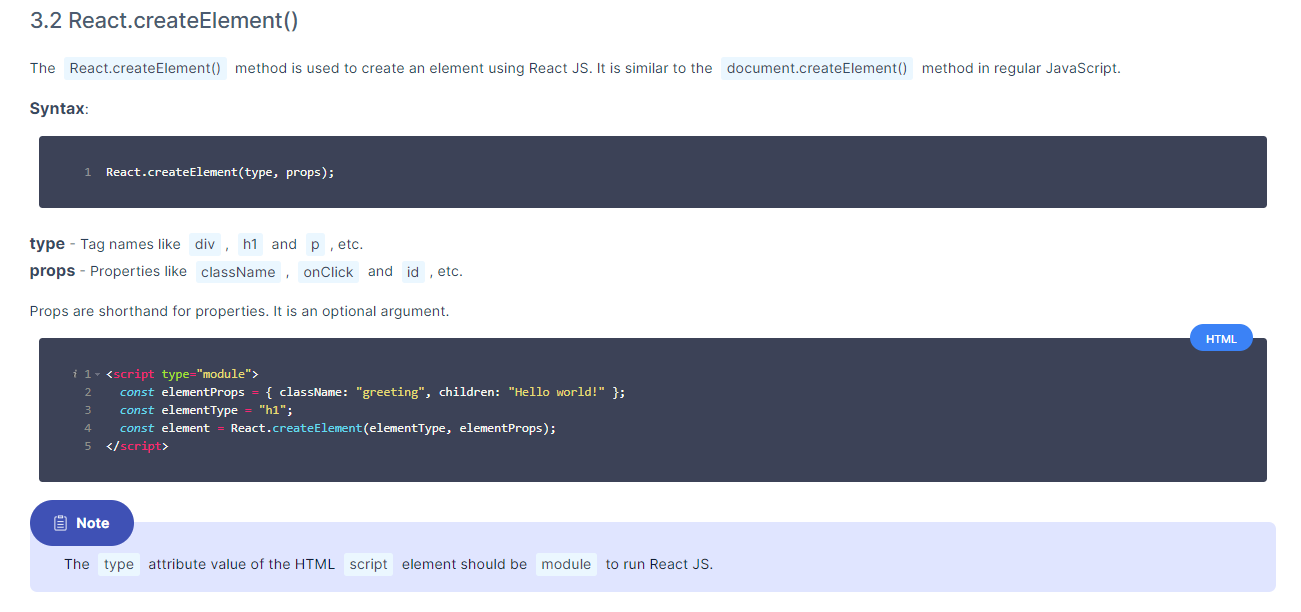 3.2 React.createElement()
The React.createElement() method is used to create an element using React JS. It is similar to the document.createElement() method in regular JavaScript.
Syntax:
1 React.createElement(type, props);
type - Tag names like div , h1 and p , etc.
props - Properties like className , onClick and id , etc.
Props are shorthand for properties. It is an optional argument.
HTML
i 1 <script type="module">
2 const elementProps = { className: "greeting", children: "Hello world!" };
3 const elementType = "h1";
4 const element = React.createElement(elementType, elementProps);
5 </script>
Note
The type attribute value of the HTML script element should be module to run React JS.